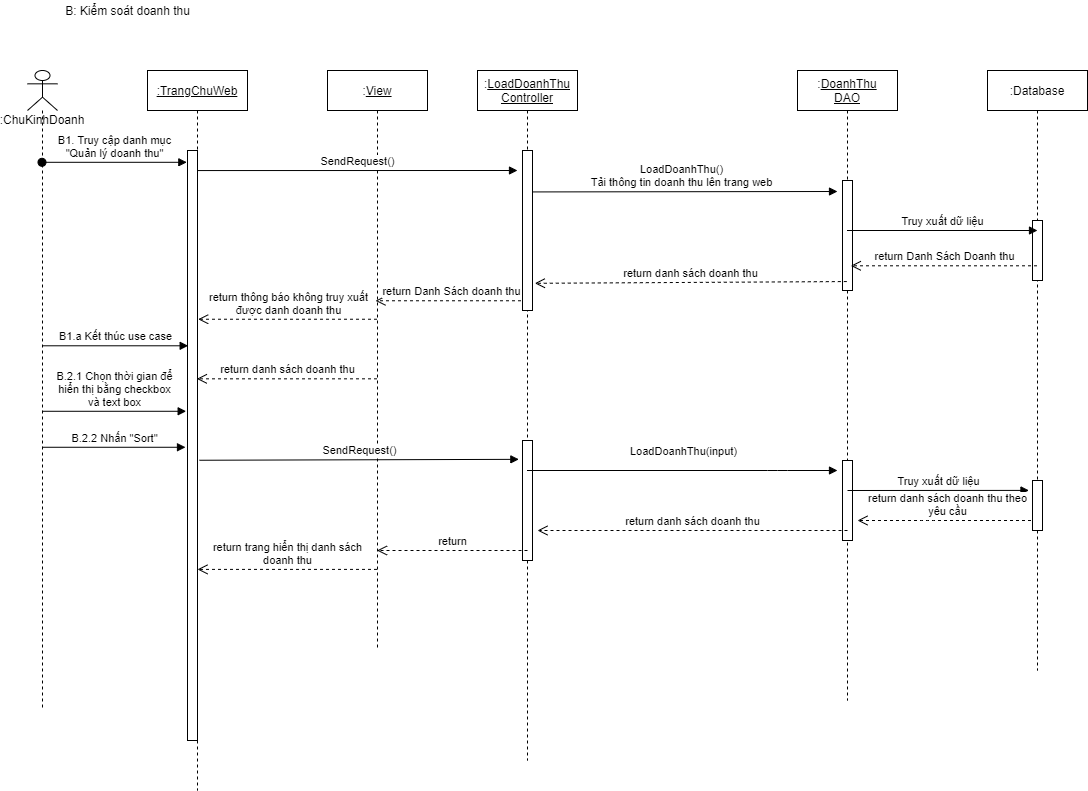 B: Kiểm soát doanh thu
:TrangChuWeb
:View
:LoadDoanhThu
Controller
:DoanhThu
DAO
:Database
:ChuKinhDoanh
B1. Truy cập danh mục
"Quản lý doanh thu"
SendRequest()
LoadDoanhThu()
Tải thông tin doanh thu lên trang web
Truy xuất dữ liệu
return Danh Sách Doanh thu
return danh sách doanh thu
return Danh Sách doanh thu
return thông báo không truy xuất
được danh doanh thu
B1.a Kết thúc use case
return danh sách doanh thu
B.2.1 Chọn thời gian để
hiển thị bằng checkbox
và text box
B.2.2 Nhấn "Sort"
SendRequest()
LoadDoanhThu(input)
Truy xuất dữ liệu
return danh sách doanh thu theo
yêu cầu
return danh sách doanh thu
return
return trang hiển thị danh sách
doanh thu